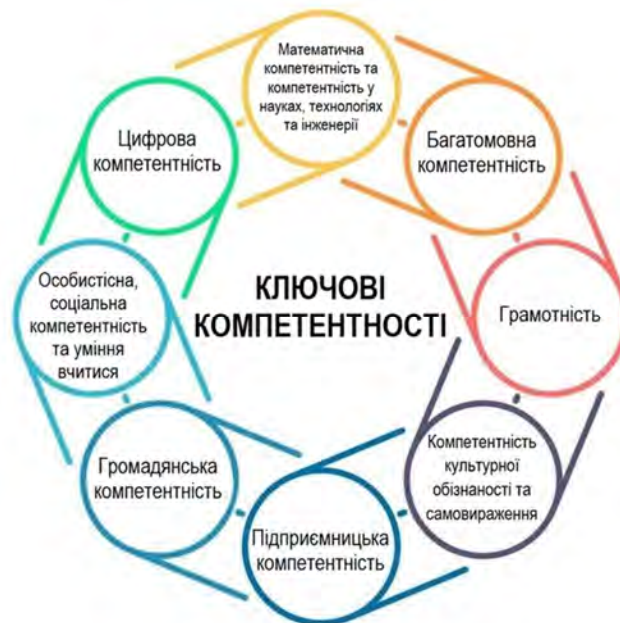 Математична
компетентність та
компетентність у
науках, технологіях
та інженерії
Багатомовна
компетентність
Грамотність
Компетентність
культурної
обізнаності та
самовираження
Підприємницька
компетентність
Громадянська
компетентність
Особистісна,
соціальна
компетентність
та уміння
вчитися
Цифрова
компетентність
КЛЮЧОВІ
КОМПЕТЕНТНОСТІ